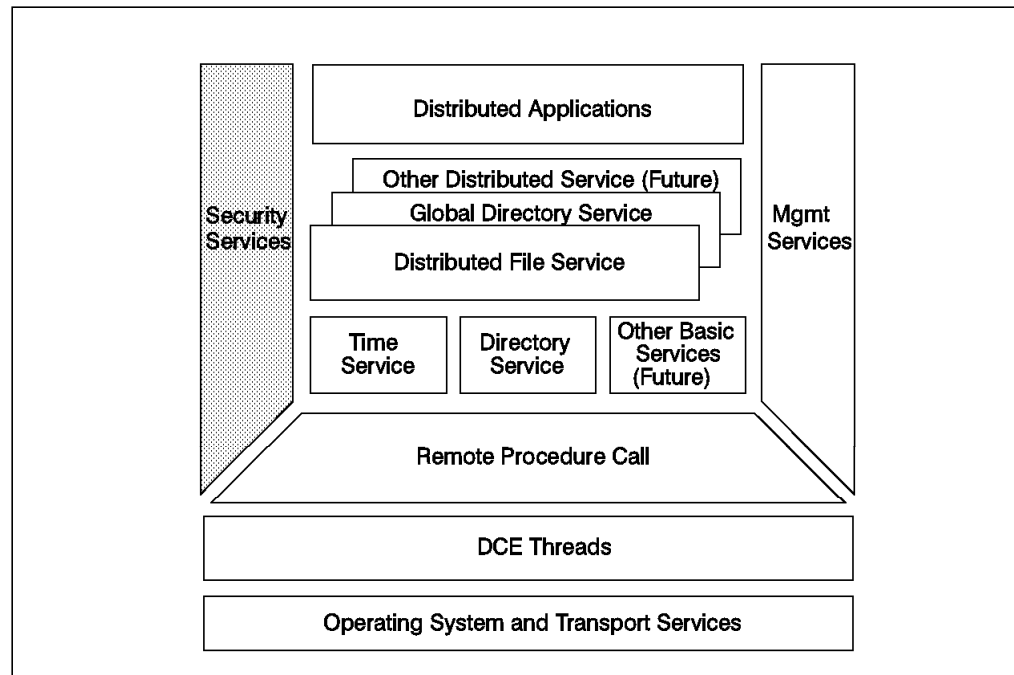 Distributed Applications
Other Distributed Service (Future)
Global Directory Service
Distributed File Service
Security
Services
Mgmt
Services
Time
Service
Directory
Service
Other Basic
Services
(Future)
Remote Procedure Call
DCE Threads
Operating System and Transport Services